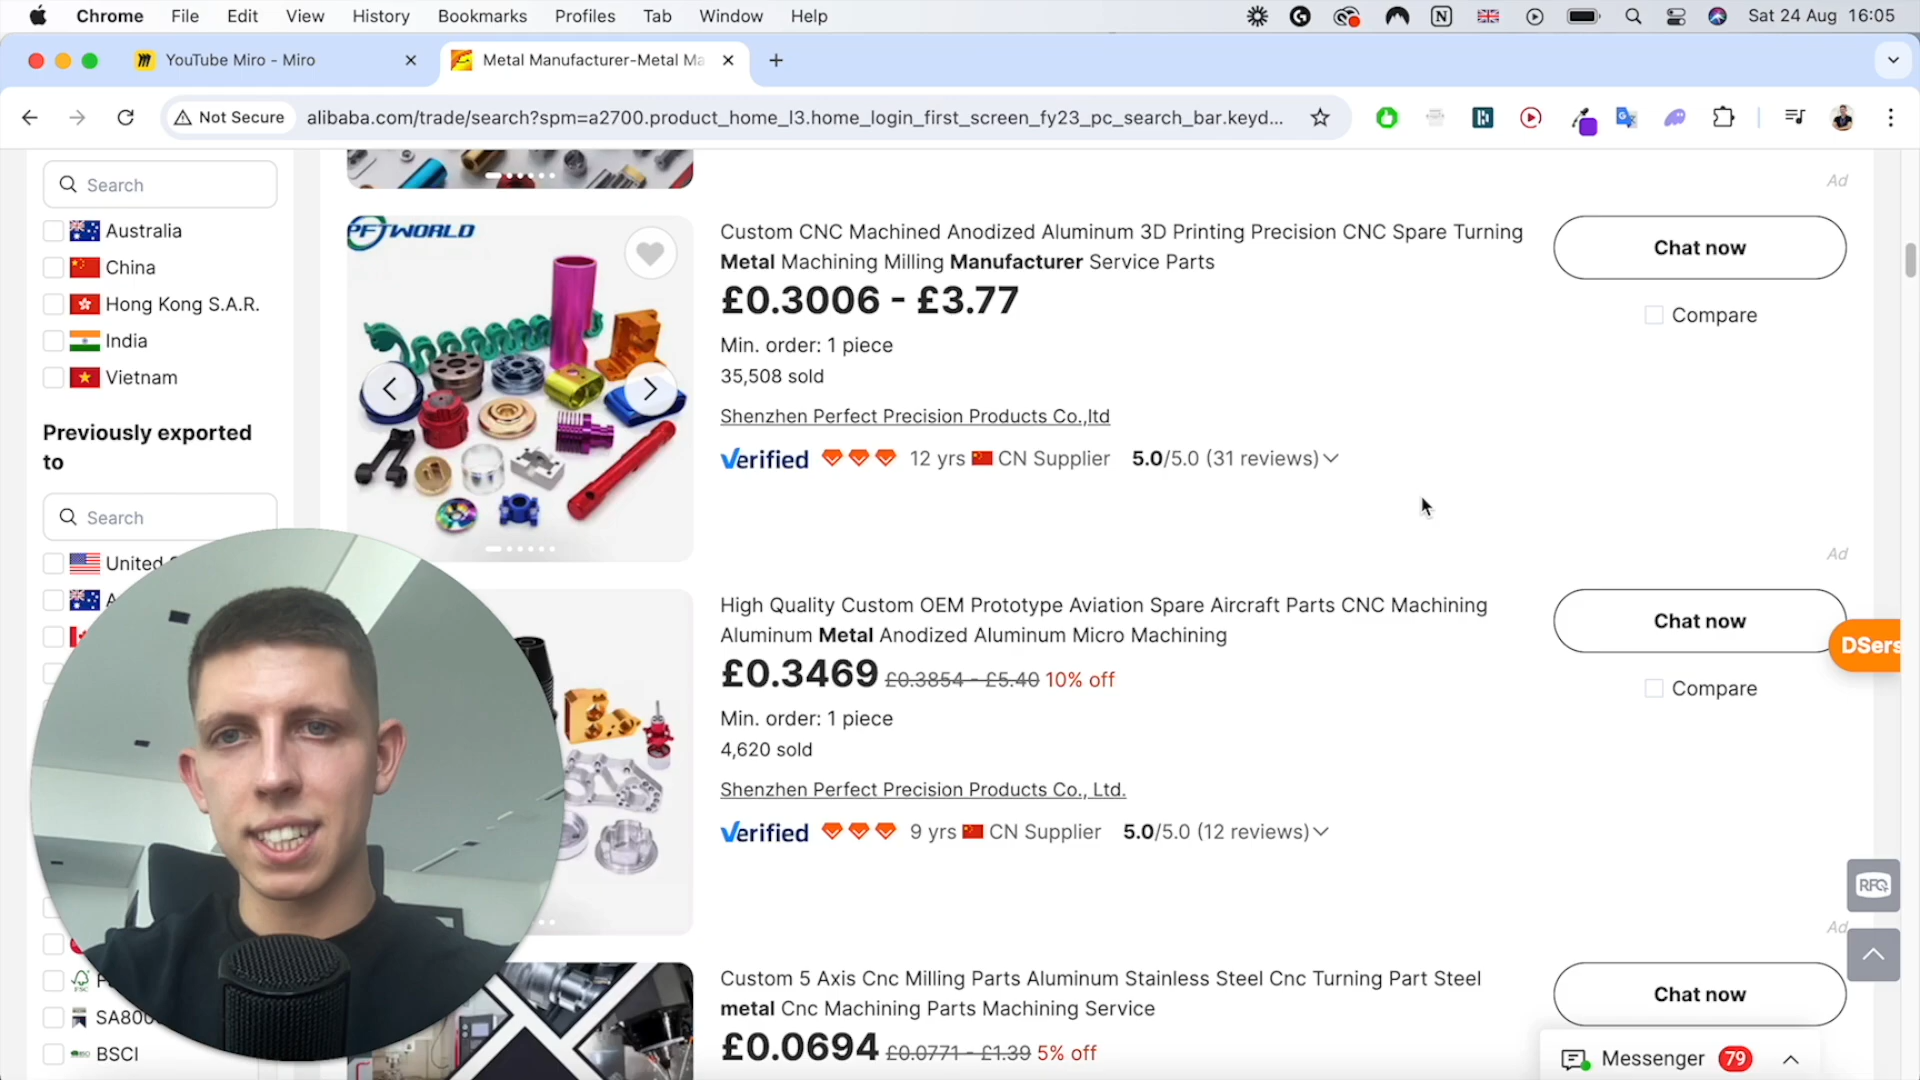 Chrome File Edit View History Bookmarks Profiles Tab Window Help
Sat 24 Aug 16:05
YouTube Miro - Miro
Metal Manufacturer-Metal Ma
Not Secure
alibaba.com/trade/search?spm=a2700.product_home_l3.home_login_first_screen_fy23_pc_search_bar.keyd...
Search
Australia
China
Hong Kong S.A.R.
India
Vietnam
Previously exported
to
Search
United
A
SA800
BSCI
PFTWORLD
Ad
Custom CNC Machined Anodized Aluminum 3D Printing Precision CNC Spare Turning
Metal Machining Milling Manufacturer Service Parts
£0.3006 - £3.77
Min. order: 1 piece
35,508 sold
Shenzhen Perfect Precision Products Co.,ltd
Verified 12 yrs CN Supplier 5.0/5.0 (31 reviews)
Chat now
Compare
Ad
High Quality Custom OEM Prototype Aviation Spare Aircraft Parts CNC Machining
Aluminum Metal Anodized Aluminum Micro Machining
£0.3469 £0.3854 - £5.40 10% off
Min. order: 1 piece
4,620 sold
Shenzhen Perfect Precision Products Co., Ltd.
Verified 9 yrs CN Supplier 5.0/5.0 (12 reviews)
Chat now
DSers
Compare
RFQ
Ad
Custom 5 Axis Cnc Milling Parts Aluminum Stainless Steel Cnc Turning Part Steel
metal Cnc Machining Parts Machining Service
£0.0694 £0.0771 - £1.39 5% off
Chat now
Messenger 79